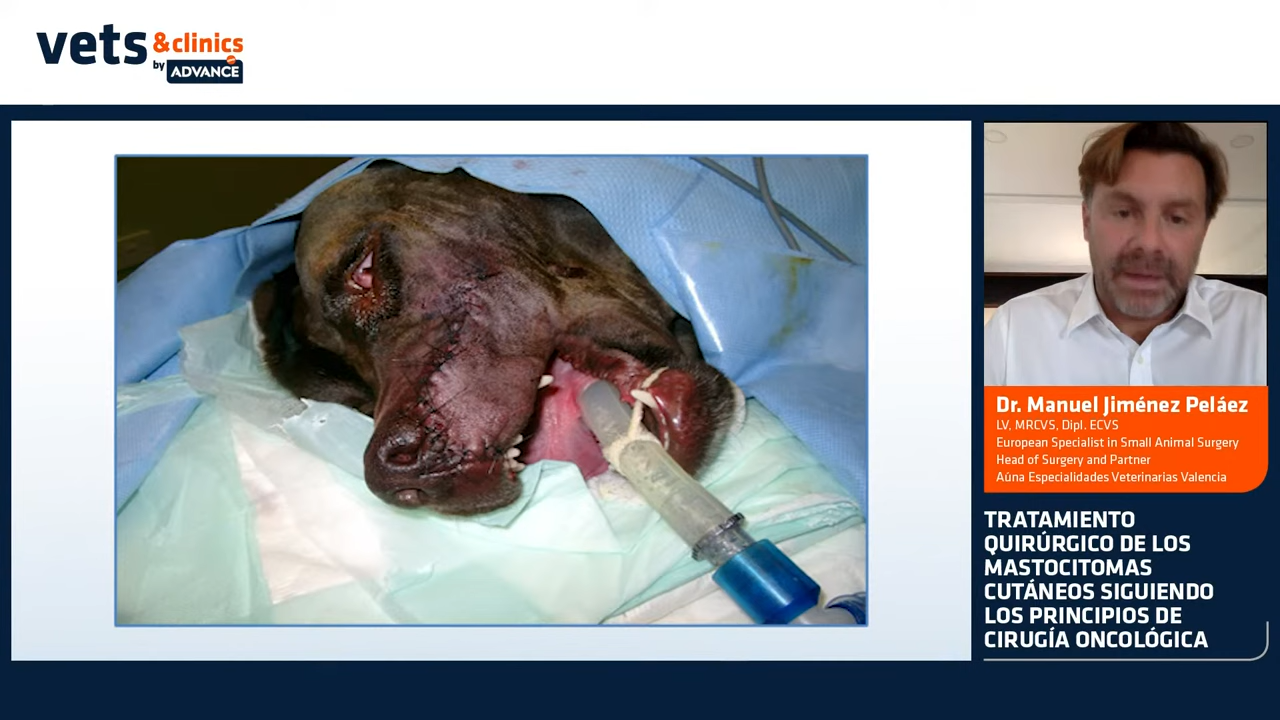 vets &clinics
by ADVANCE
Dr. Manuel Jiménez Peláez
LV, MRCVS, Dipl. ECVS
European Specialist in Small Animal Surgery
Head of Surgery and Partner
Aúna Especialidades Veterinarias Valencia
TRATAMIENTO
QUIRÚRGICO DE LOS
MASTOCITOMAS
CUTÁNEOS SIGUIENDO
LOS PRINCIPIOS DE
CIRUGÍA ONCOLÓGICA